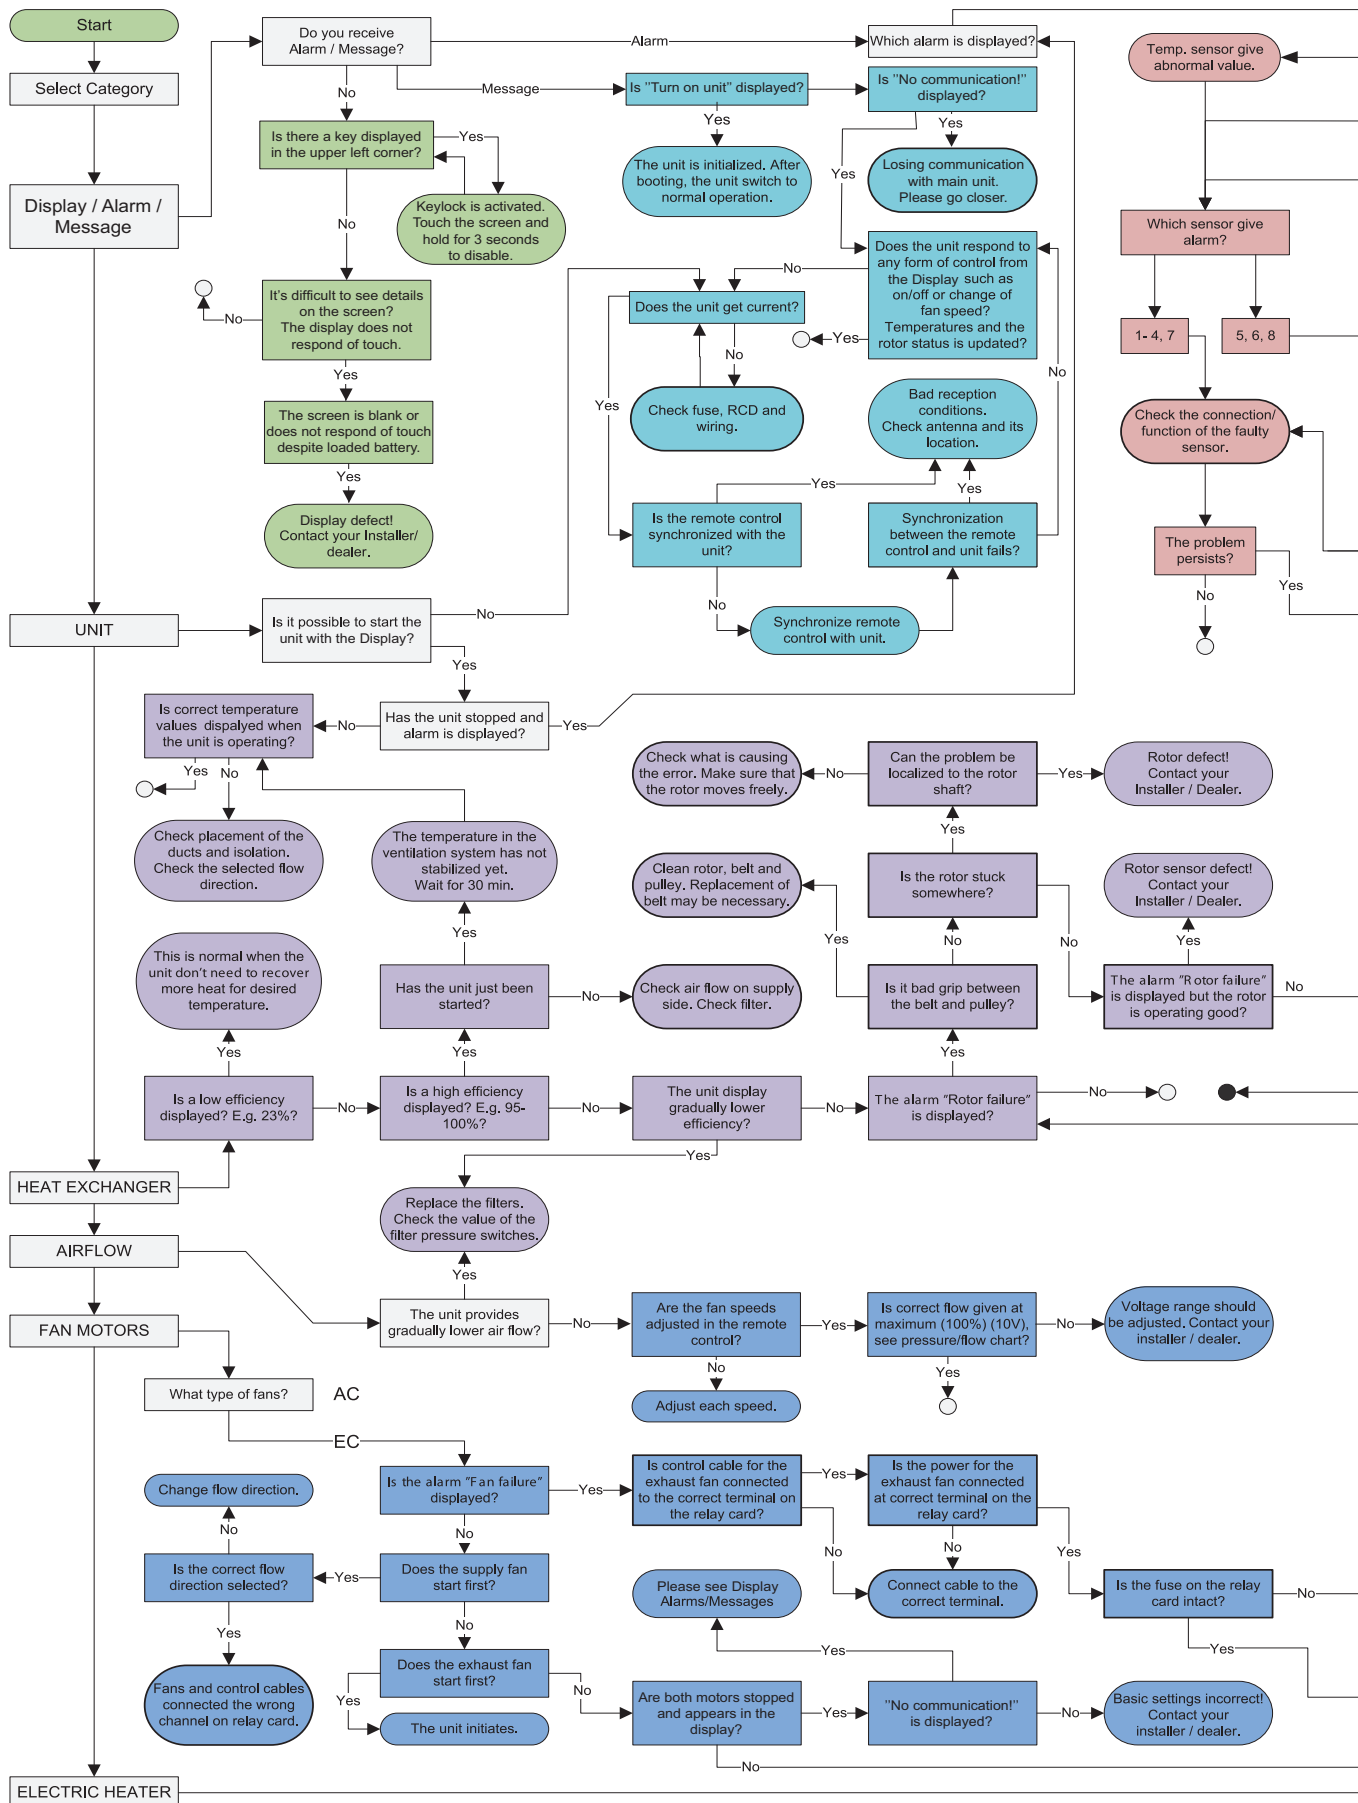 Start
Select Category
Display / Alarm /
Message
Do you receive
Alarm / Message?
Alarm
Which alarm is displayed?
Message
No
Is "Turn on unit" displayed?
Is "No communication!"
displayed?
Yes
Yes
Yes
The unit is initialized. After
booting, the unit switch to
normal operation.
Losing communication
with main unit.
Please go closer.
Is there a key displayed
in the upper left corner?
Yes
Keylock is activated.
Touch the screen and
hold for 3 seconds
to disable.
No
It's difficult to see details
on the screen?
The display does not
respond of touch.
No
Yes
The screen is blank or
does not respond of touch
despite loaded battery.
Yes
Display defect!
Contact your Installer/
dealer.
Does the unit respond to
any form of control from
the Display such as
on/off or change of
fan speed?
Temperatures and the
rotor status is updated?
No
Yes
No
Does the unit get current?
No
Yes
Check fuse, RCD and
wiring.
Bad reception
conditions.
Check antenna and its
location.
Yes
Yes
Is the remote control
synchronized with the
unit?
Synchronization
between the remote
control and unit fails?
No
Synchronize remote
control with unit.
Temp. sensor give
abnormal value.
Which sensor give
alarm?
1- 4, 7
5, 6, 8
Check the connection/
function of the faulty
sensor.
The problem
persists?
No
Yes
UNIT
Is it possible to start the
unit with the Display?
No
Yes
Has the unit stopped and
alarm is displayed?
No
Yes
Is correct temperature
values dispalyed when
the unit is operating?
Yes
No
Check placement of the
ducts and isolation.
Check the selected flow
direction.
The temperature in the
ventilation system has not
stabilized yet.
Wait for 30 min.
Yes
Check what is causing
the error. Make sure that
the rotor moves freely.
No
Can the problem be
localized to the rotor
shaft?
Yes
Rotor defect!
Contact your
Installer / Dealer.
Yes
Clean rotor, belt and
pulley. Replacement of
belt may be necessary.
Is the rotor stuck
somewhere?
Rotor sensor defect!
Contact your
Installer / Dealer.
Yes
No
No
Yes
This is normal when the
unit don't need to recover
more heat for desired
temperature.
Has the unit just been
started?
No
Check air flow on supply
side. Check filter.
Is it bad grip between
the belt and pulley?
The alarm "Rotor failure"
is displayed but the rotor
is operating good?
No
Yes
Yes
Yes
Is a low efficiency
displayed? E.g. 23%?
No
Is a high efficiency
displayed? E.g. 95-
100%?
No
The unit display
gradually lower
efficiency?
No
The alarm "Rotor failure"
is displayed?
No
Yes
HEAT EXCHANGER
Replace the filters.
Check the value of the
filter pressure switches.
AIRFLOW
Yes
FAN MOTORS
The unit provides
gradually lower air flow?
No
Are the fan speeds
adjusted in the remote
control?
Yes
Is correct flow given at
maximum (100%) (10V),
see pressure/flow chart?
No
Voltage range should
be adjusted. Contact your
installer / dealer.
No
Yes
Adjust each speed.
What type of fans?
AC
EC
Change flow direction.
Is the alarm "Fan failure"
displayed?
Yes
Is control cable for the
exhaust fan connected
to the correct terminal on
the relay card?
Yes
Is the power for the
exhaust fan connected
at correct terminal on the
relay card?
No
No
No
No
Yes
Is the correct flow
direction selected?
Yes
Does the supply fan
start first?
Please see Display
Alarms/Messages
Connect cable to the
correct terminal.
Is the fuse on the relay
card intact?
No
Yes
No
Yes
Yes
Fans and control cables
connected the wrong
channel on relay card.
Does the exhaust fan
start first?
No
Yes
The unit initiates.
Are both motors stopped
and appears in the
display?
Yes
"No communication!"
is displayed?
No
Basic settings incorrect!
Contact your
installer / dealer.
No
ELECTRIC HEATER